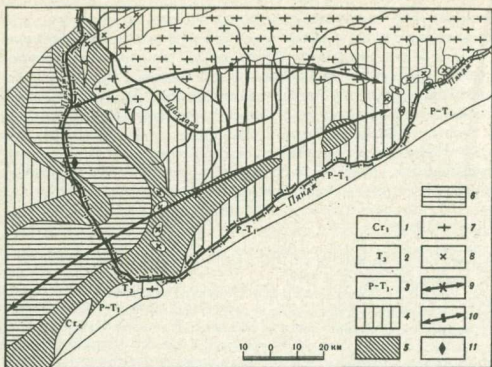 Шахдара
Пяндж
P-T₁
P-T₁
P-T₁
Пяндж
P-T₁
T₃
Cr₁
Cr₁ 1
T₃ 2
P-T₁ 3
4
5
6
7
8
9
10
11
10 0 10 20 км